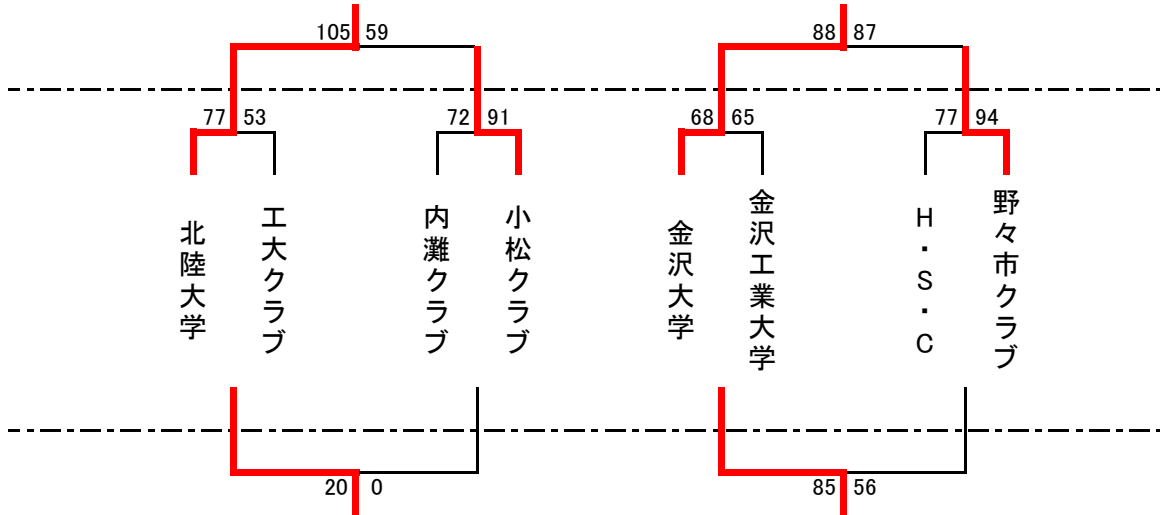 105 59
88 87
77 53
72 91
68 65
77 94
北陸大学
工大クラブ
内灘クラブ
小松クラブ
金沢大学
金沢工業大学
H・S・C
野々市クラブ
20 0
85 56